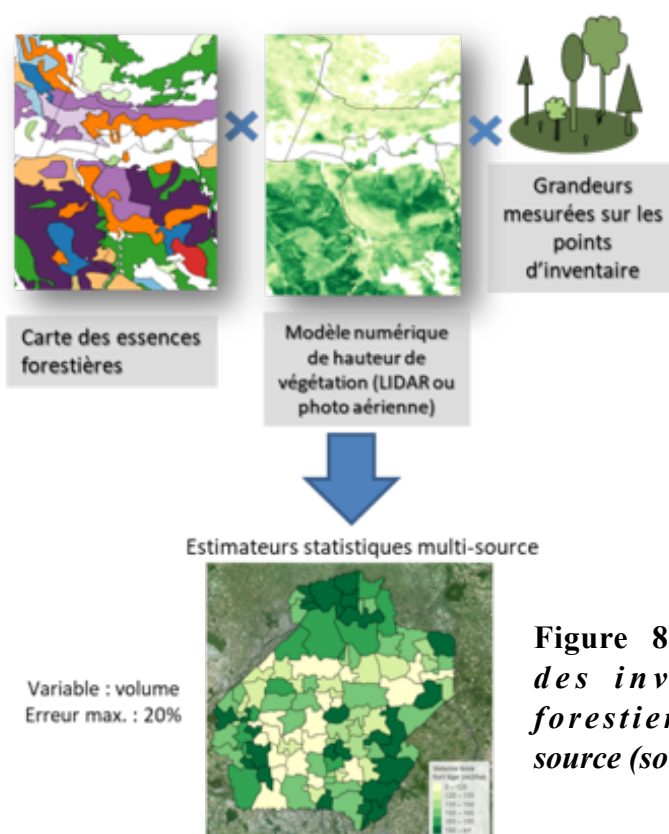 Carte des essences
forestières
Modèle numérique
de hauteur de
végétation (LIDAR ou
photo aérienne)
Grandeurs
mesurées sur les
points
d'inventaire
Estimateurs statistiques multi-source
Variable : volume
Erreur max. : 20%
Figure 8
des inv
forestier
source (so